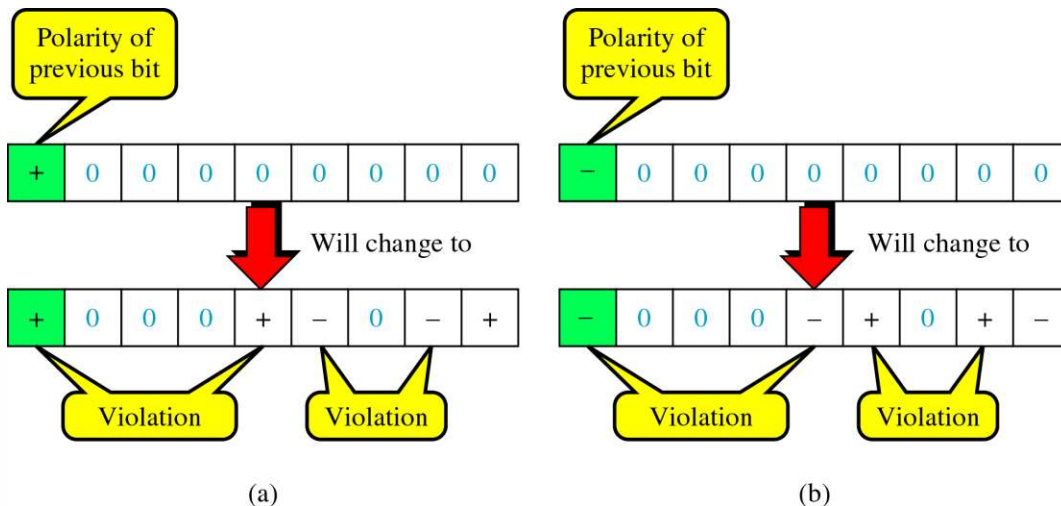 Polarity of
previous bit
+ 0 0 0 0 0 0 0 0
Will change to
+ 0 0 0 + – 0 – +
Violation
Violation
(a)
Polarity of
previous bit
– 0 0 0 0 0 0 0 0
Will change to
– 0 0 0 – + 0 + –
Violation
Violation
(b)